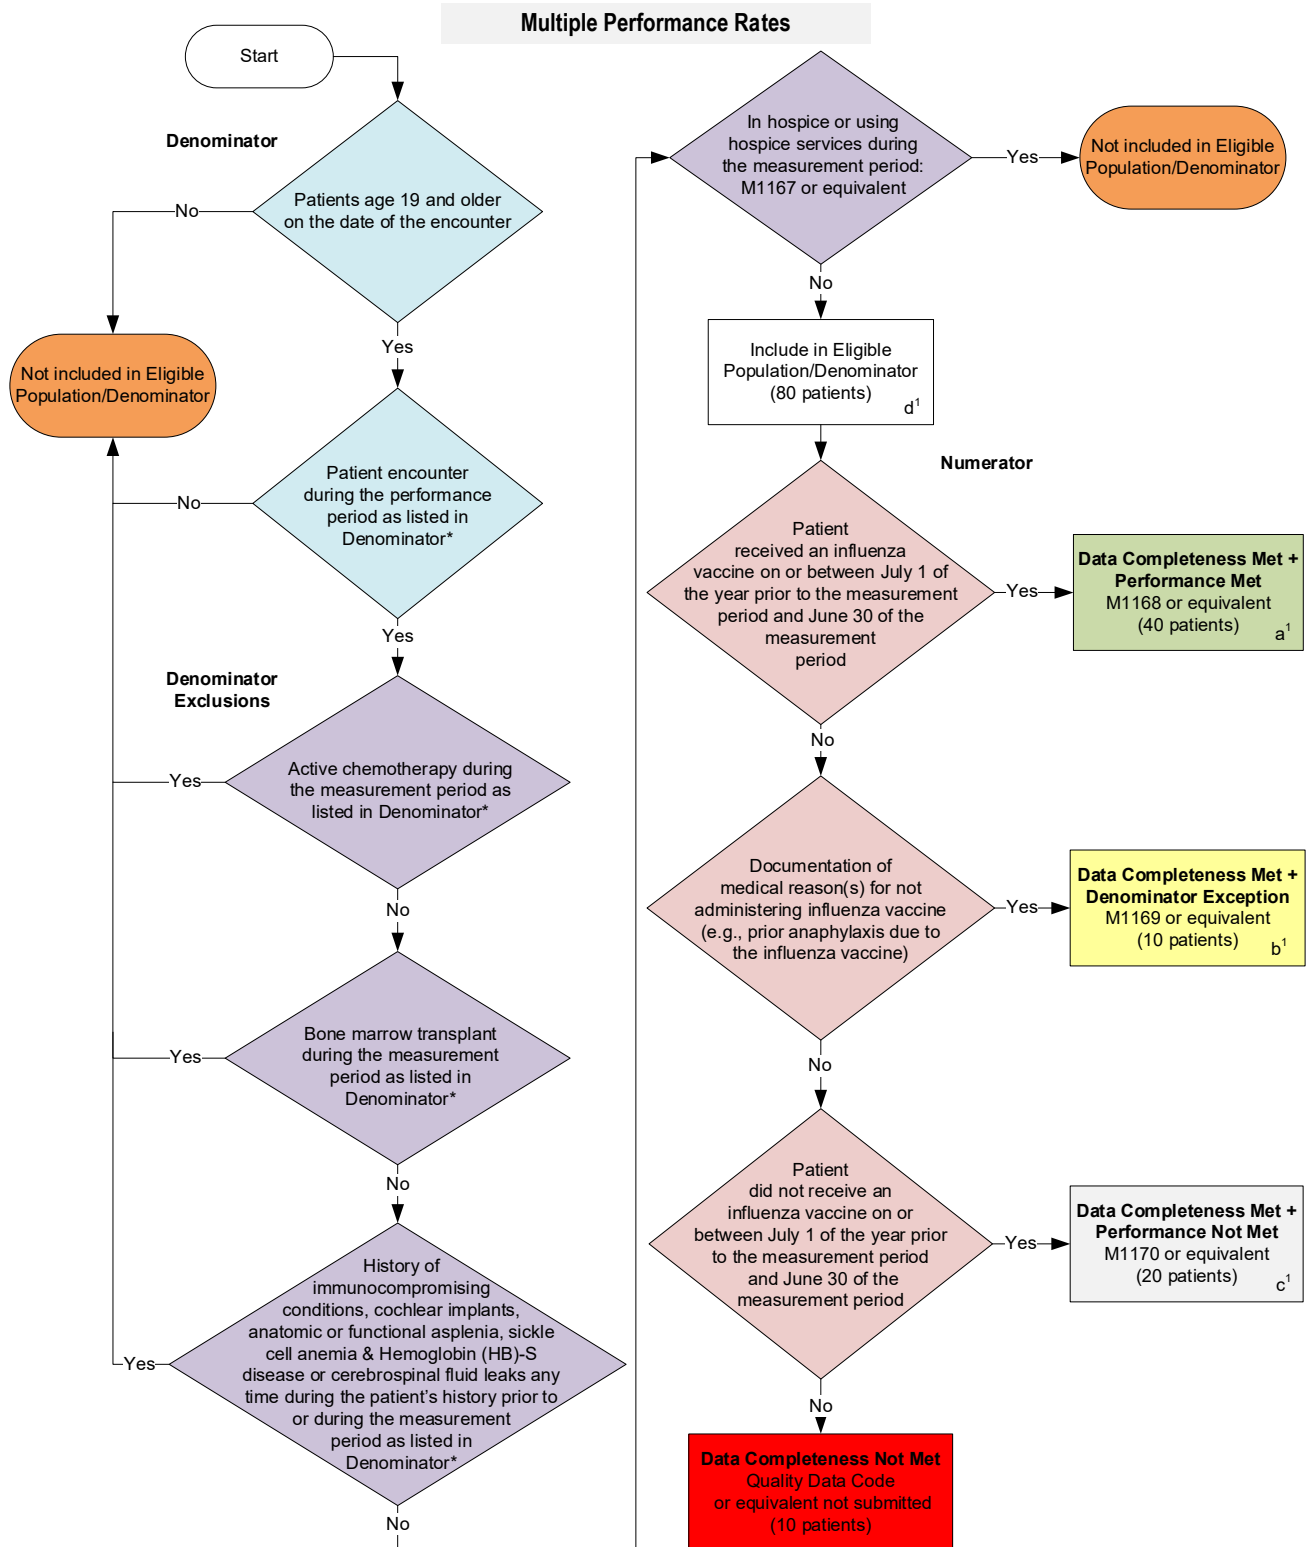 Multiple Performance Rates
Start
Denominator
Patients age 19 and older
on the date of the encounter
No
Yes
Not included in Eligible
Population/Denominator
Patient encounter
during the performance
period as listed in
Denominator*
No
Yes
Denominator
Exclusions
Active chemotherapy during
the measurement period as
listed in Denominator*
Yes
No
Bone marrow transplant
during the measurement
period as listed in
Denominator*
Yes
No
History of
immunocompromising
conditions, cochlear implants,
anatomic or functional asplenia, sickle
cell anemia & Hemoglobin (HB)-S
disease or cerebrospinal fluid leaks any
time during the patient's history prior to
or during the measurement
period as listed in
Denominator*
Yes
No
In hospice or using
hospice services during
the measurement period:
M1167 or equivalent
Yes
Not included in Eligible
Population/Denominator
No
Include in Eligible
Population/Denominator
(80 patients)
d¹
Numerator
Patient
received an influenza
vaccine on or between July 1 of
the year prior to the measurement
period and June 30 of the
measurement
period
Yes
Data Completeness Met +
Performance Met
M1168 or equivalent
(40 patients)
a¹
No
Documentation of
medical reason(s) for not
administering influenza vaccine
(e.g., prior anaphylaxis due to
the influenza vaccine)
Yes
Data Completeness Met +
Denominator Exception
M1169 or equivalent
(10 patients)
b¹
No
Patient
did not receive an
influenza vaccine on or
between July 1 of the year prior
to the measurement period
and June 30 of the
measurement period
Yes
Data Completeness Met +
Performance Not Met
M1170 or equivalent
(20 patients)
c¹
No
Data Completeness Not Met
Quality Data Code
or equivalent not submitted
(10 patients)